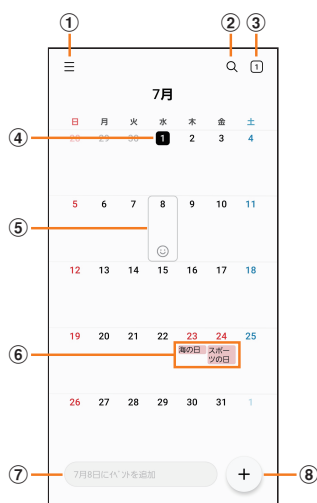 ① ② ③
1
7月
日 月 火 水 木 金 土
④ 28 29 30 1 2 3 4
5 6 7 8 9 10 11
⑤
12 13 14 15 16 17 18
19 20 21 22 23 24 25
⑥ 海の日 スポー
ツの日
26 27 28 29 30 31 1
⑦ 7月8日にイベントを追加 + ⑧